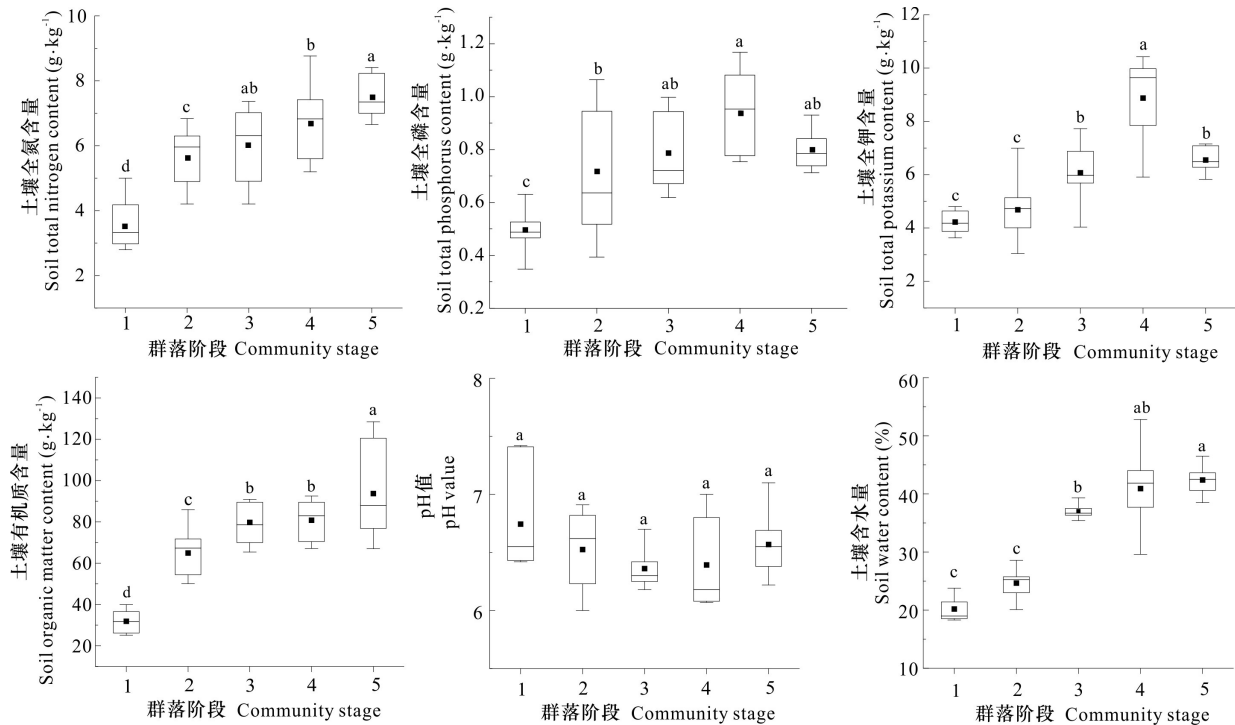 土壤全氮含量
Soil total nitrogen content (g·kg⁻¹)
10
8
6
4
2
d
c
ab
b
a
1 2 3 4 5
群落阶段 Community stage
土壤全磷含量
Soil total phosphorus content (g·kg⁻¹)
1.2
1.0
0.8
0.6
0.4
0.2
c
b
ab
a
ab
1 2 3 4 5
群落阶段 Community stage
土壤全钾含量
Soil total potassium content (g·kg⁻¹)
12
10
8
6
4
2
c
c
b
a
b
1 2 3 4 5
群落阶段 Community stage
土壤有机质含量
Soil organic matter content (g·kg⁻¹)
140
120
100
80
60
40
20
d
c
b
b
a
1 2 3 4 5
群落阶段 Community stage
pH值
pH value
8
7
6
a
a
a
a
a
1 2 3 4 5
群落阶段 Community stage
土壤含水量
Soil water content (%)
60
50
40
30
20
10
c
c
b
ab
a
1 2 3 4 5
群落阶段 Community stage